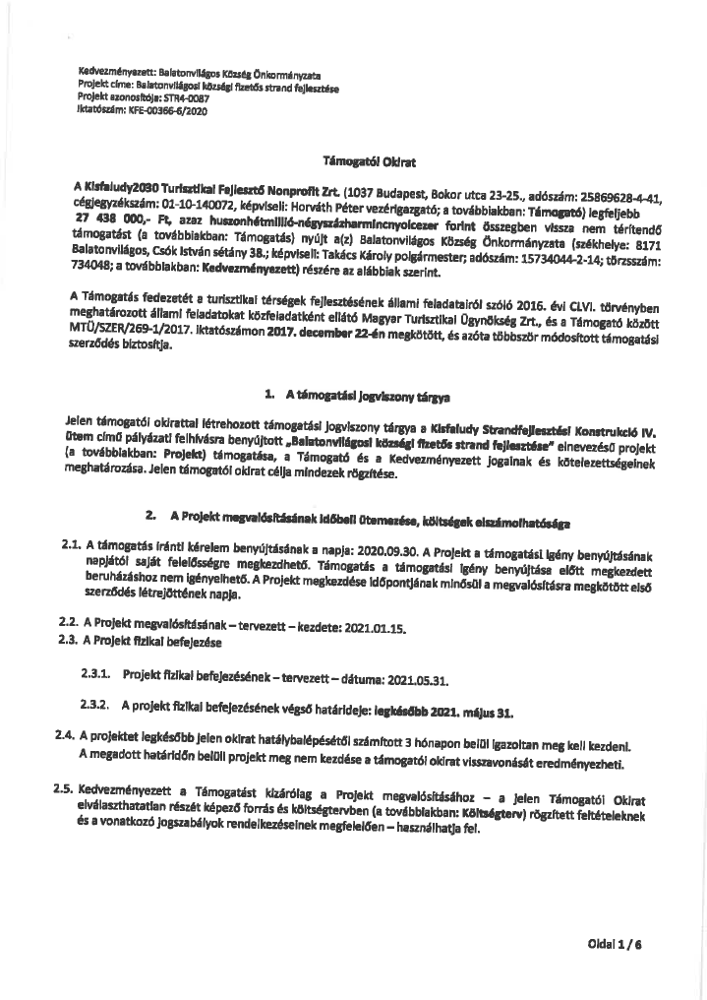 Kedvezményezett: Balatonvilágos Község Önkormányzata
Projekt címe: Balatonvilágosi községi fizetős strand fejlesztése
Projekt azonosítója: STR4-0087
Iktatószám: KFE-00366-6/2020
Támogatói Okirat
A Kisfaludy2030 Turisztikai Fejlesztő Nonprofit Zrt. (1037 Budapest, Bokor utca 23-25., adószám: 25869628-4-41,
cégjegyzékszám: 01-10-140072, képviseli: Horváth Péter vezérigazgató; a továbbiakban: Támogató) legfeljebb
27 438 000,- Ft, azaz huszonhétmillió-négyszázharmincnyolcezer forint összegben vissza nem térítendő
támogatást (a továbbiakban: Támogatás) nyújt a(z) Balatonvilágos Község Önkormányzata (székhelye: 8171
Balatonvilágos, Csók István sétány 38.; képviseli: Takács Károly polgármester; adószám: 15734044-2-14; törzsszám:
734048; a továbbiakban: Kedvezményezett) részére az alábbiak szerint.
A Támogatás fedezetét a turisztikai térségek fejlesztésének állami feladatairól szóló 2016. évi CLVI. törvényben
meghatározott állami feladatokat közfeladatként ellátó Magyar Turisztikai Ügynökség Zrt., és a Támogató között
MTÜ/SZER/269-1/2017. iktatószámon 2017. december 22-én megkötött, és azóta többször módosított támogatási
szerződés biztosítja.
1. A támogatási jogviszony tárgya
Jelen támogatói okirattal létrehozott támogatási jogviszony tárgya a Kisfaludy Strandfejlesztési Konstrukció IV.
ütem című pályázati felhívásra benyújtott „Balatonvilágosi községi fizetős strand fejlesztése" elnevezésű projekt
(a továbbiakban: Projekt) támogatása, a Támogató és a Kedvezményezett jogainak és kötelezettségeinek
meghatározása. Jelen támogatói okirat célja mindezek rögzítése.
2. A Projekt megvalósításának időbeli ütemezése, költségek elszámolhatósága
2.1. A támogatás iránti kérelem benyújtásának a napja: 2020.09.30. A Projekt a támogatási igény benyújtásának
napjától saját felelősségre megkezdhető. Támogatás a támogatási igény benyújtása előtt megkezdett
beruházáshoz nem igényelhető. A Projekt megkezdése időpontjának minősül a megvalósításra megkötött első
szerződés létrejöttének napja.
2.2. A Projekt megvalósításának – tervezett – kezdete: 2021.01.15.
2.3. A Projekt fizikai befejezése
2.3.1. Projekt fizikai befejezésének – tervezett – dátuma: 2021.05.31.
2.3.2. A projekt fizikai befejezésének végső határideje: legkésőbb 2021. május 31.
2.4. A projektet legkésőbb jelen okirat hatálybalépésétől számított 3 hónapon belül igazoltan meg kell kezdeni.
A megadott határidőn belüli projekt meg nem kezdése a támogatói okirat visszavonását eredményezheti.
2.5. Kedvezményezett a Támogatást kizárólag a Projekt megvalósításához – a jelen Támogatói Okirat
elválaszthatatlan részét képező forrás és költségtervben (a továbbiakban: Költségterv) rögzített feltételeknek
és a vonatkozó jogszabályok rendelkezéseinek megfelelően – használhatja fel.
Oldal 1 / 6